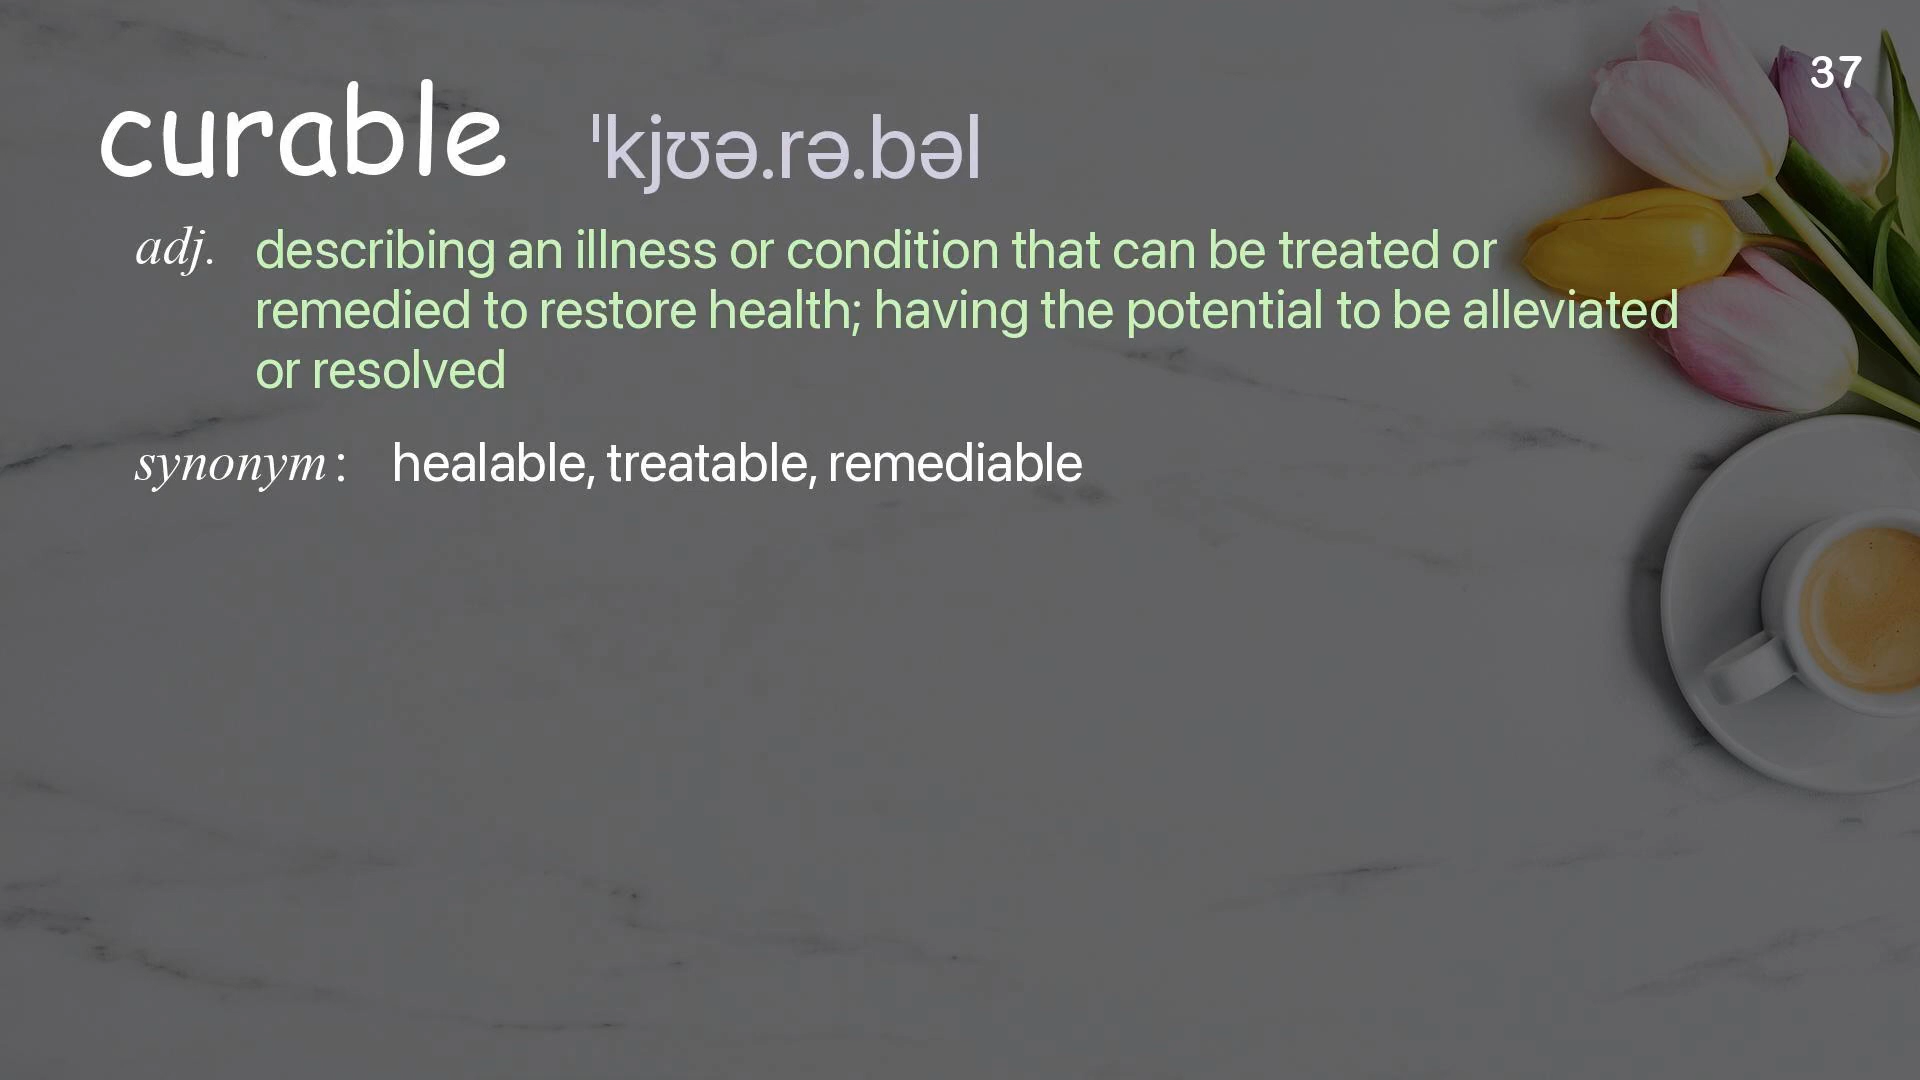 37
curable ˈkjʊə.rə.bəl
adj. describing an illness or condition that can be treated or
remedied to restore health; having the potential to be alleviated
or resolved
synonym : healable, treatable, remediable